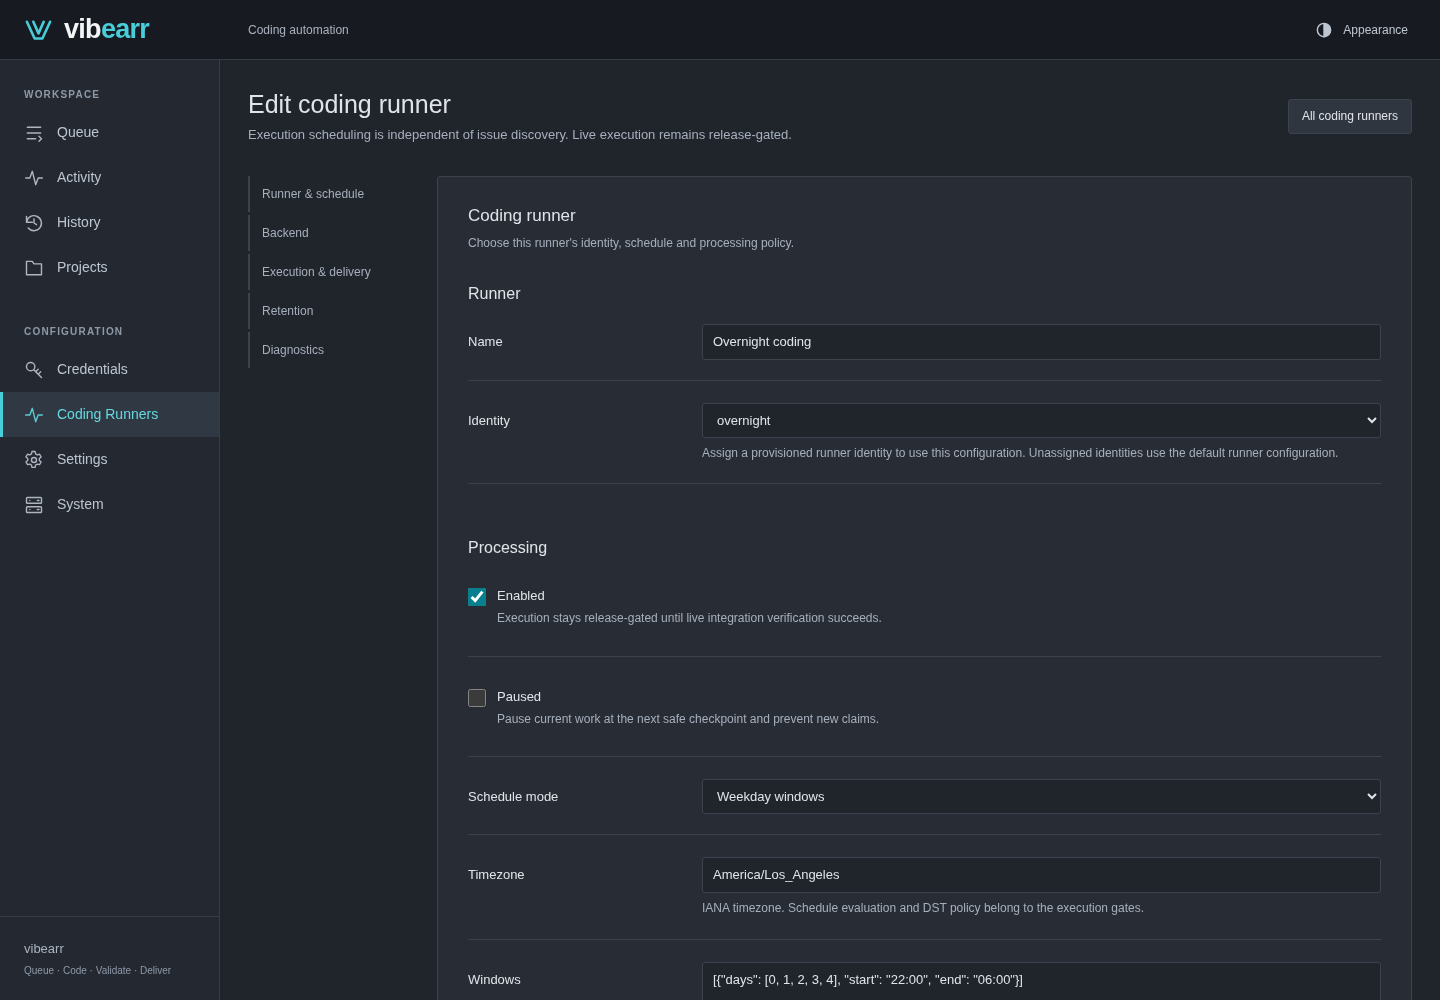 vibearr
Coding automation
Appearance
WORKSPACE
Queue
Activity
History
Projects
CONFIGURATION
Credentials
Coding Runners
Settings
System
vibearr
Queue · Code · Validate · Deliver
Edit coding runner
Execution scheduling is independent of issue discovery. Live execution remains release-gated.
All coding runners
Runner & schedule
Backend
Execution & delivery
Retention
Diagnostics
Coding runner
Choose this runner's identity, schedule and processing policy.
Runner
Name
Overnight coding
Identity
overnight
Assign a provisioned runner identity to use this configuration. Unassigned identities use the default runner configuration.
Processing
Enabled
Execution stays release-gated until live integration verification succeeds.
Paused
Pause current work at the next safe checkpoint and prevent new claims.
Schedule mode
Weekday windows
Timezone
America/Los_Angeles
IANA timezone. Schedule evaluation and DST policy belong to the execution gates.
Windows
[{"days": [0, 1, 2, 3, 4], "start": "22:00", "end": "06:00"}]